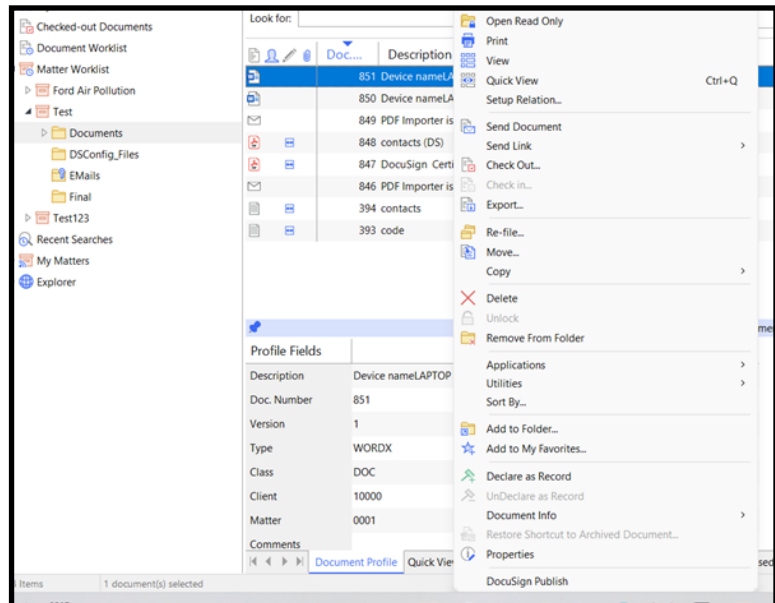 Checked-out Documents
Document Worklist
Matter Worklist
Ford Air Pollution
Test
Documents
DSConfig_Files
EMails
Final
Test123
Recent Searches
My Matters
Explorer
Look for:
Doc.... Description
851 Device nameLA
850 Device nameLA
849 PDF Importer is
848 contacts (DS)
847 DocuSign Certi
846 PDF Importer is
394 contacts
393 code
Profile Fields
Description Device nameLAPTOP
Doc. Number 851
Version 1
Type WORDX
Class DOC
Client 10000
Matter 0001
Comments
Document Profile Quick Vie
Items 1 document(s) selected
Open Read Only
Print
View
Quick View Ctrl+Q
Setup Relation...
Send Document
Send Link
Check Out...
Check in...
Export...
Re-file...
Move...
Copy
Delete
Unlock
Remove From Folder
Applications
Utilities
Sort By...
Add to Folder...
Add to My Favorites...
Declare as Record
UnDeclare as Record
Document Info
Restore Shortcut to Archived Document...
Properties
DocuSign Publish
me
sed